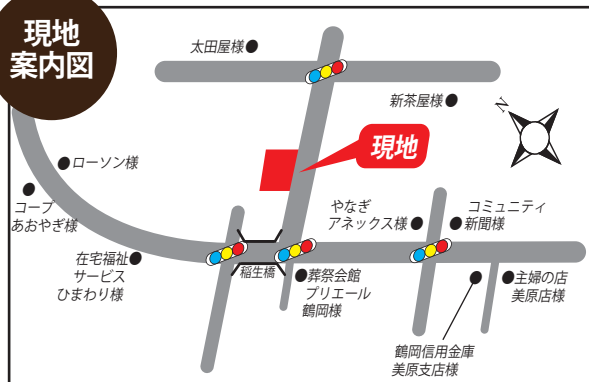 現地
案内図
太田屋様
新茶屋様
N
現地
ローソン様
コープ
あおやぎ様
やなぎ
アネックス様
コミュニティ
新聞様
在宅福祉
サービス
ひまわり様
稲生橋
葬祭会館
プリエール
鶴岡様
主婦の店
美原店様
鶴岡信用金庫
美原支店様